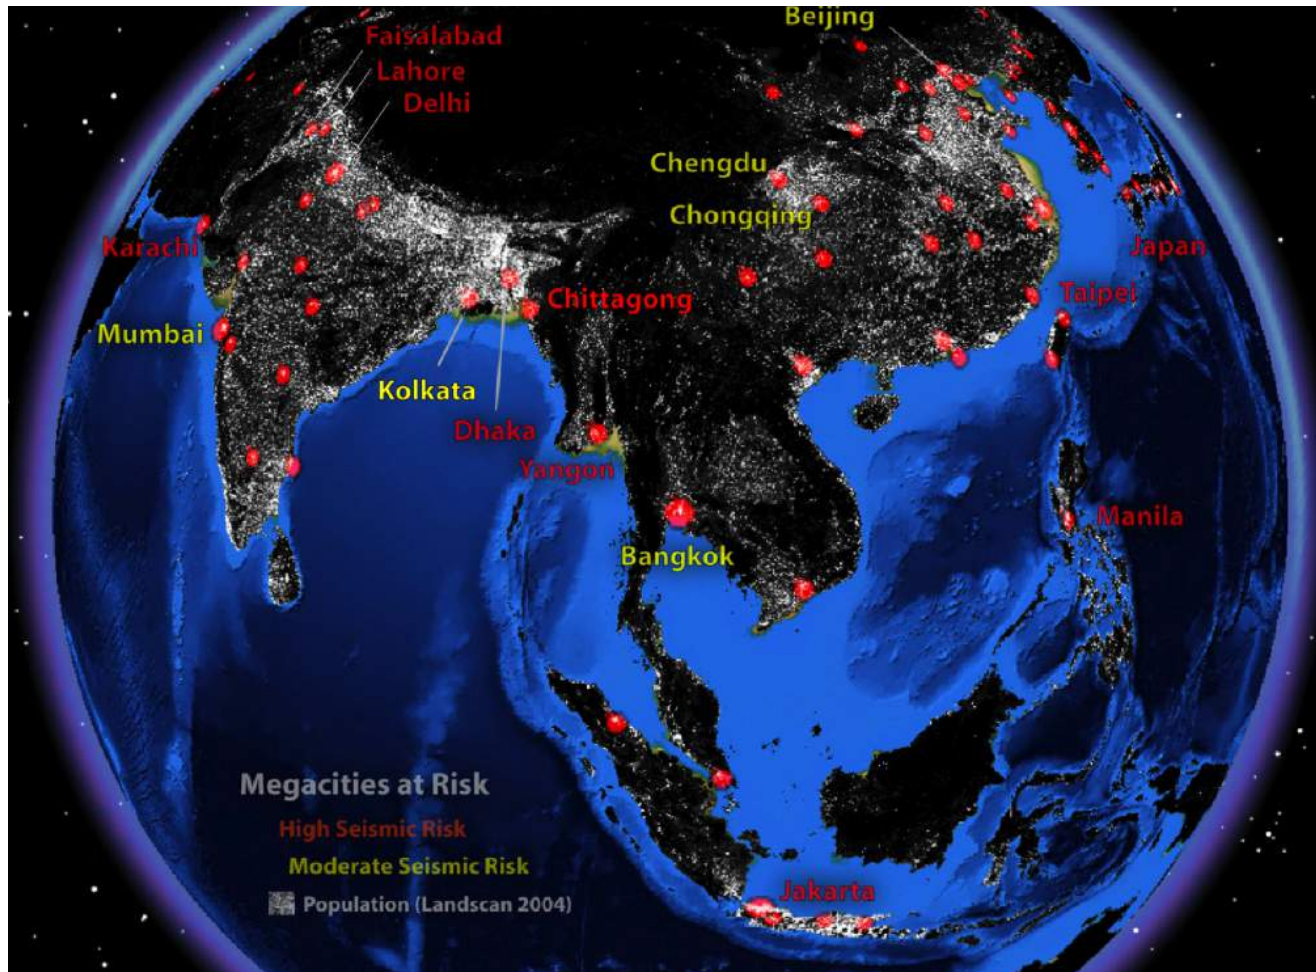 Beijing
Faisalabad
Lahore
Delhi
Chengdu
Chongqing
Karachi
Japan
Taipei
Chittagong
Mumbai
Kolkata
Dhaka
Yangon
Manila
Bangkok
Megacities at Risk
High Seismic Risk
Moderate Seismic Risk
Population (Landscan 2004)
Jakarta